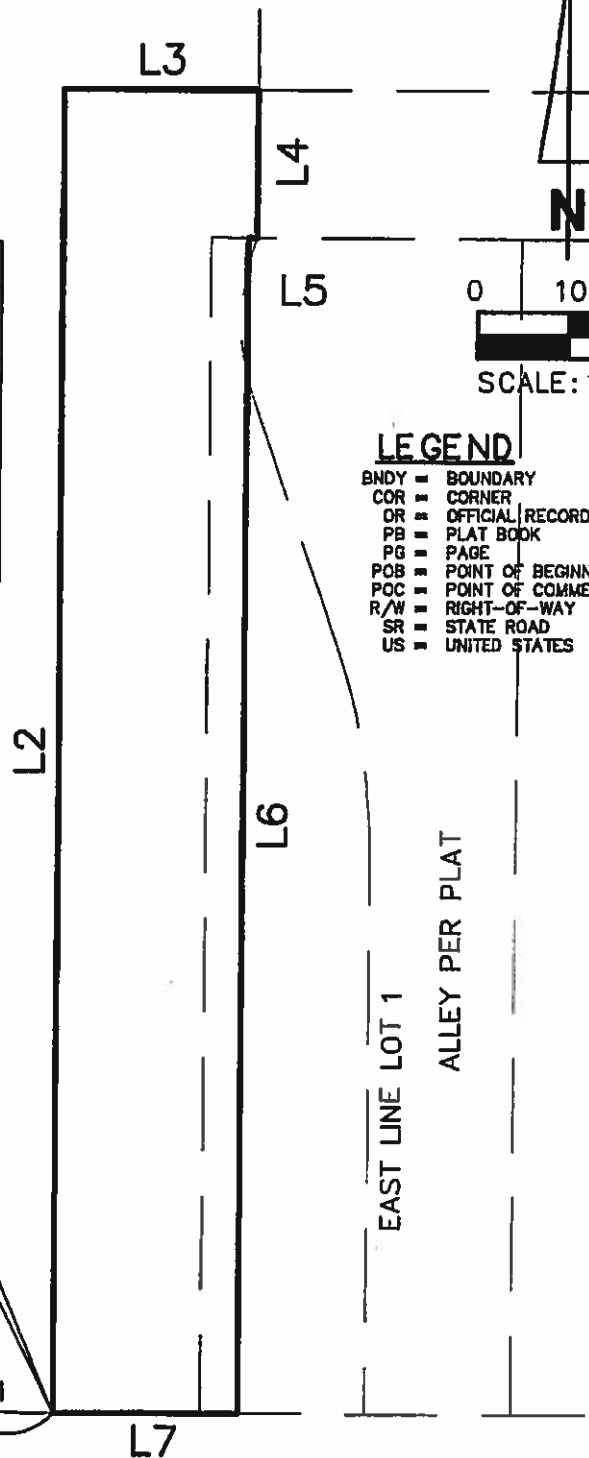 L3
L4
N
L5
0 10
SCALE:
LEGEND
BNDY = BOUNDARY
COR = CORNER
OR = OFFICIAL RECORD
PB = PLAT BOOK
PG = PAGE
POB = POINT OF BEGINN
POC = POINT OF COMME
R/W = RIGHT-OF-WAY
SR = STATE ROAD
US = UNITED STATES
L2
L6
ALLEY PER PLAT
EAST LINE LOT 1
L7